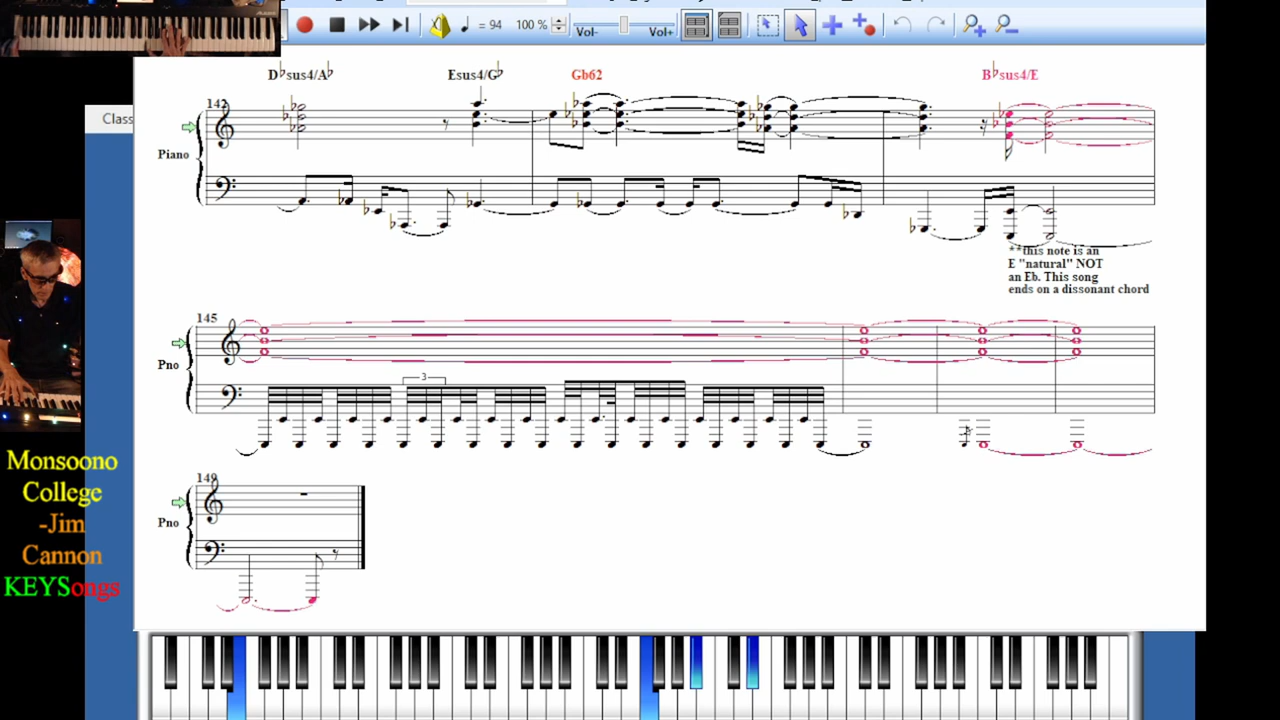 = 94 100 % Vol- Vol+
D♭sus4/A♭ Esus4/G♭ Gb62 B♭sus4/E
142
Class
Piano
**this note is an
E "natural" NOT
an Eb. This song
ends on a dissonant chord
145
3
Pno
Monsoono
College
-Jim
Cannon
KEYSongs
149
Pno